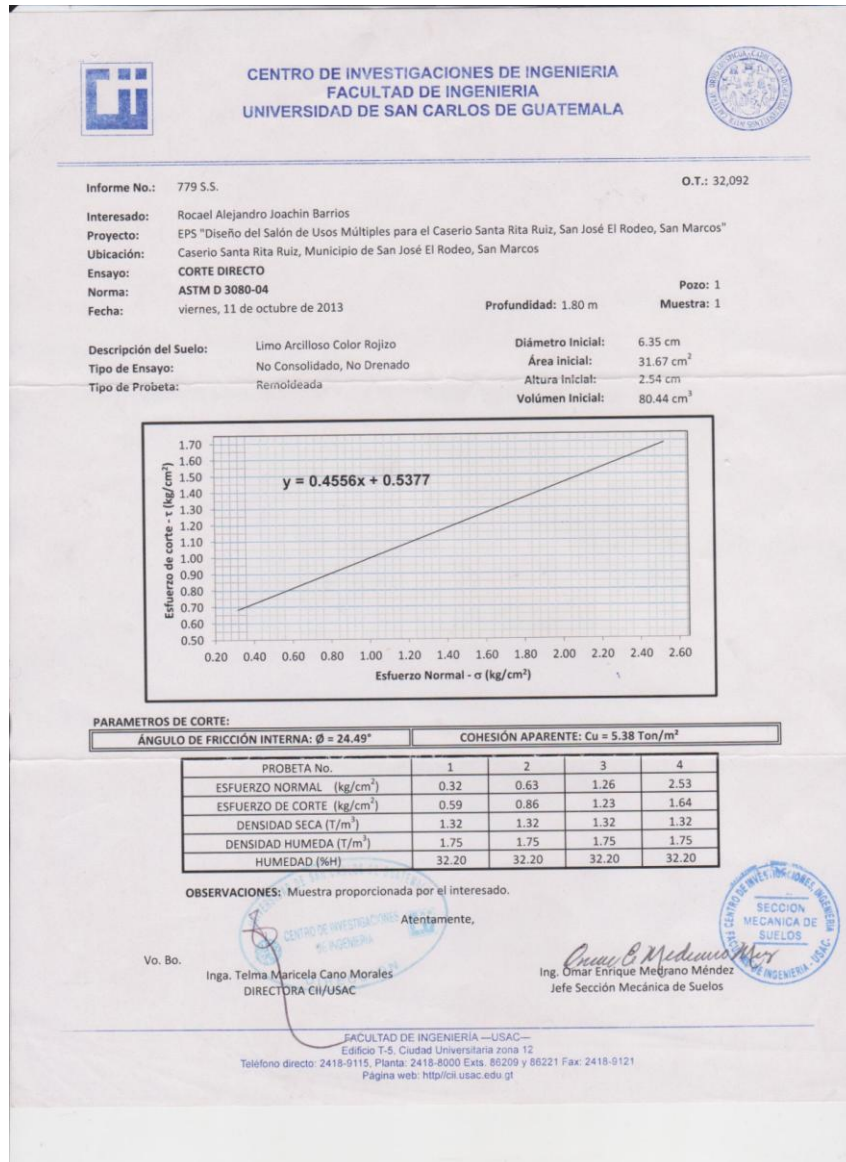 CENTRO DE INVESTIGACIONES DE INGENIERIA
FACULTAD DE INGENIERIA
UNIVERSIDAD DE SAN CARLOS DE GUATEMALA
Informe No.: 779 S.S. O.T.: 32,092
Interesado: Rocael Alejandro Joachin Barrios
Proyecto: EPS "Diseño del Salón de Usos Múltiples para el Caserio Santa Rita Ruiz, San José El Rodeo, San Marcos"
Ubicación: Caserio Santa Rita Ruiz, Municipio de San José El Rodeo, San Marcos
Ensayo: CORTE DIRECTO
Norma: ASTM D 3080-04 Pozo: 1
Fecha: viernes, 11 de octubre de 2013 Profundidad: 1.80 m Muestra: 1
Descripción del Suelo: Limo Arcilloso Color Rojizo Diámetro Inicial: 6.35 cm
Tipo de Ensayo: No Consolidado, No Drenado Área inicial: 31.67 cm²
Tipo de Probeta: Remoldeada Altura Inicial: 2.54 cm
Volúmen Inicial: 80.44 cm³
Esfuerzo de corte - τ (kg/cm²)
1.70
1.60
1.50
1.40
1.30
1.20
1.10
1.00
0.90
0.80
0.70
0.60
0.50
y = 0.4556x + 0.5377
0.20 0.40 0.60 0.80 1.00 1.20 1.40 1.60 1.80 2.00 2.20 2.40 2.60
Esfuerzo Normal - σ (kg/cm²)
PARAMETROS DE CORTE:
ÁNGULO DE FRICCIÓN INTERNA: Ø = 24.49° COHESIÓN APARENTE: Cu = 5.38 Ton/m²
PROBETA No. 1 2 3 4
ESFUERZO NORMAL (kg/cm²) 0.32 0.63 1.26 2.53
ESFUERZO DE CORTE (kg/cm²) 0.59 0.86 1.23 1.64
DENSIDAD SECA (T/m³) 1.32 1.32 1.32 1.32
DENSIDAD HUMEDA (T/m³) 1.75 1.75 1.75 1.75
HUMEDAD (%H) 32.20 32.20 32.20 32.20
OBSERVACIONES: Muestra proporcionada por el interesado.
Atentamente,
CENTRO DE INVESTIGACIONES
DE INGENIERIA
SECCION
MECANICA DE
SUELOS
Vo. Bo.
Inga. Telma Maricela Cano Morales
DIRECTORA CII/USAC
Ing. Omar Enrique Medrano Méndez
Jefe Sección Mecánica de Suelos
FACULTAD DE INGENIERÍA —USAC—
Edificio T-5, Ciudad Universitaria zona 12
Teléfono directo: 2418-9115, Planta: 2418-8000 Exts. 86209 y 86221 Fax: 2418-9121
Página web: http//cii.usac.edu.gt